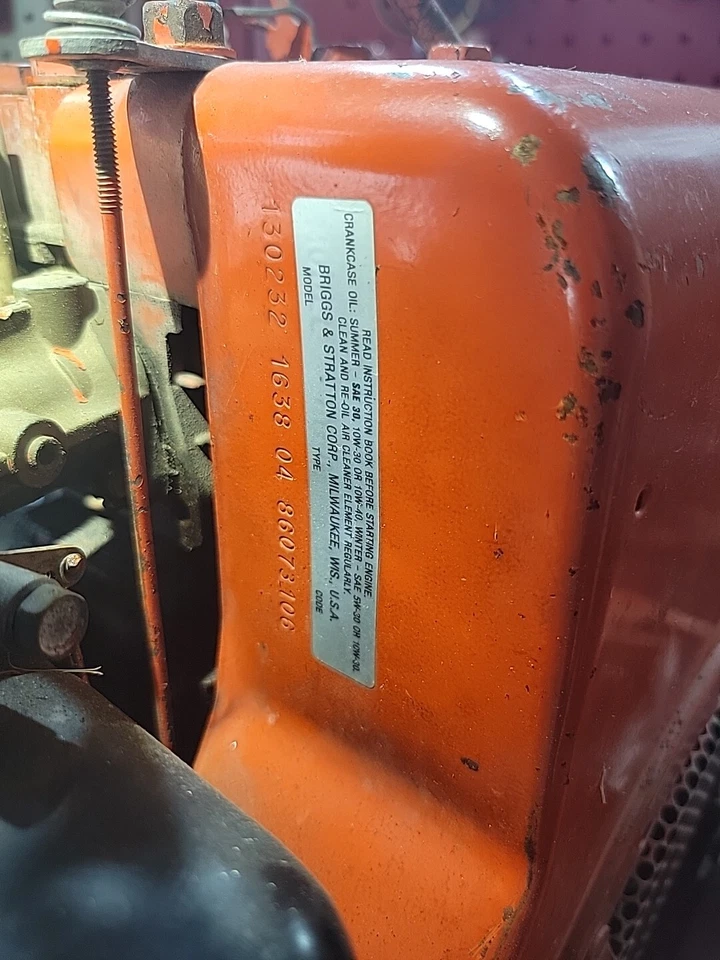 READ INSTRUCTION BOOK BEFORE STARTING ENGINE.
CRANKCASE OIL: SUMMER – SAE 30, 10W-30 OR 10W-40. WINTER – SAE 5W-30 OR 10W-30.
CLEAN AND RE-OIL AIR CLEANER ELEMENT REGULARLY.
BRIGGS & STRATTON CORP., MILWAUKEE, WIS., U.S.A.
MODEL TYPE CODE
130232 1638 04 86073106